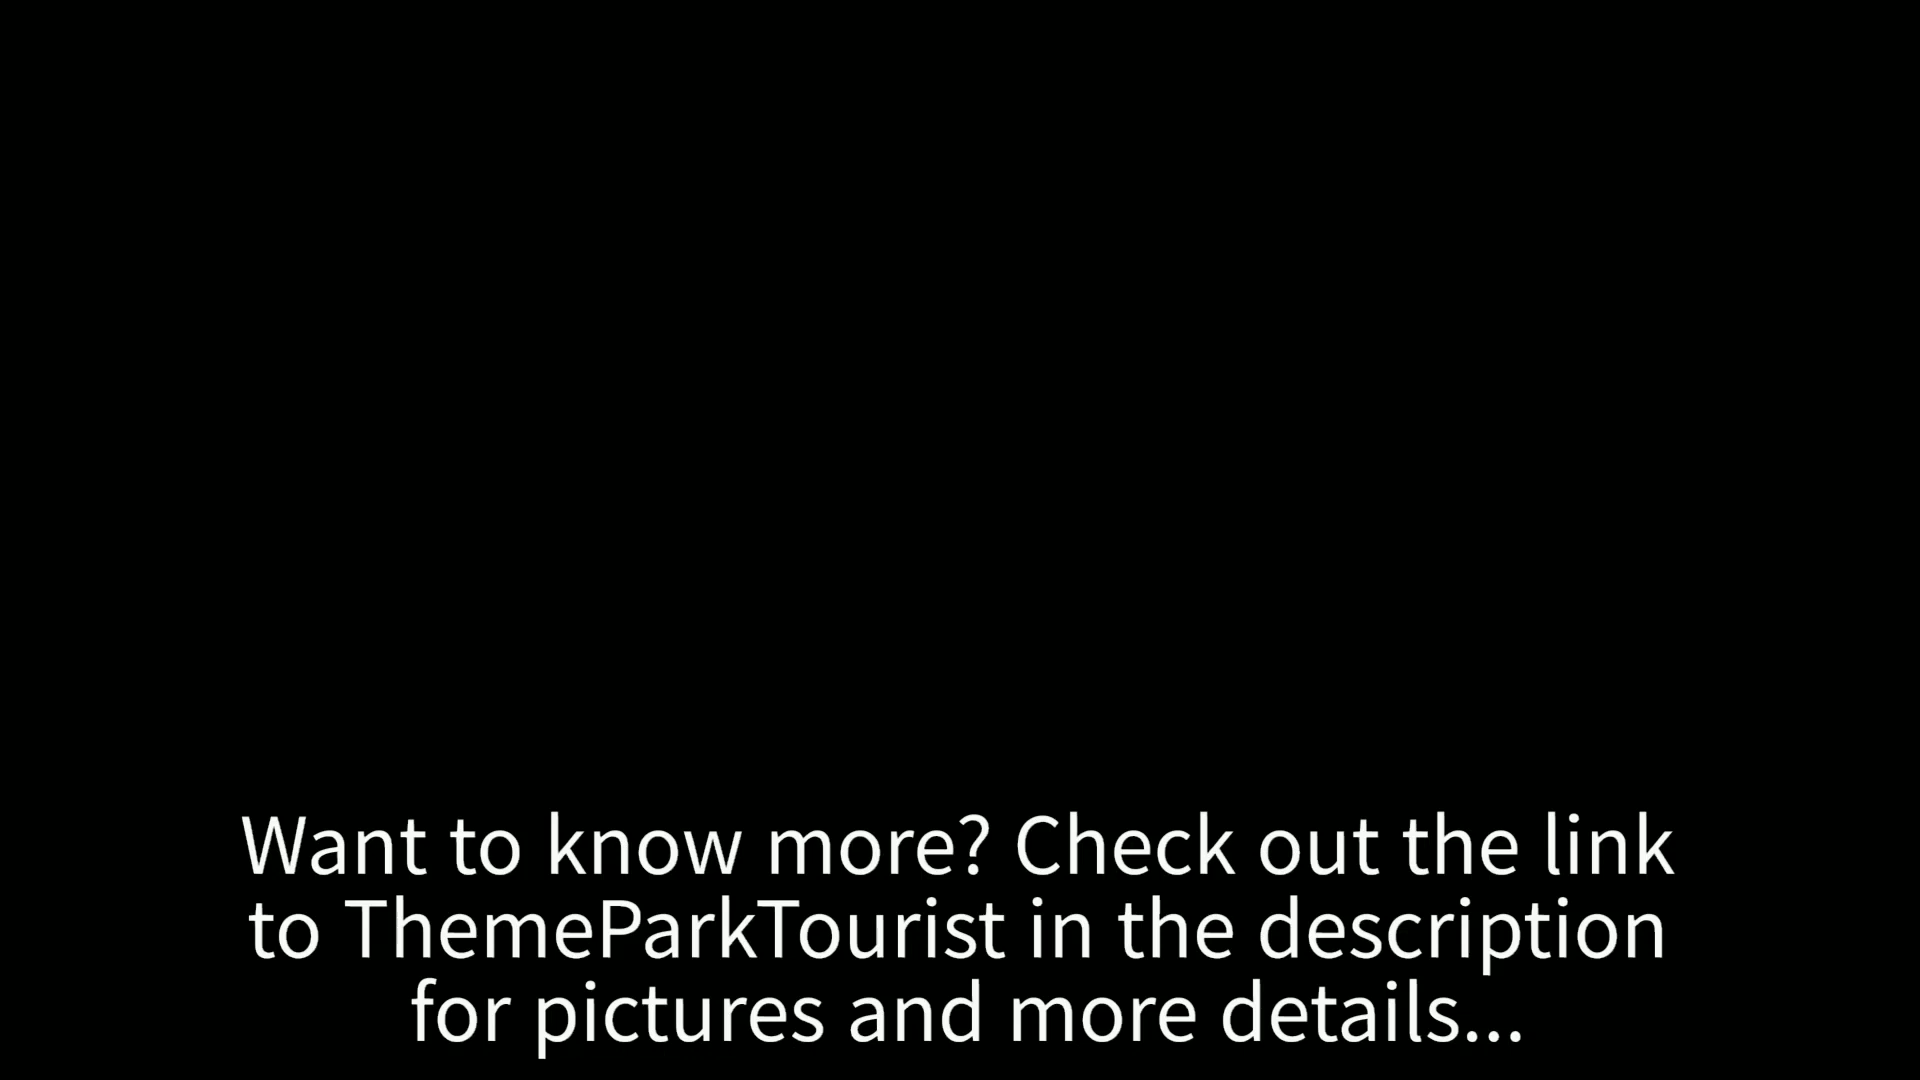 Want to know more? Check out the link
to ThemeParkTourist in the description
for pictures and more details...